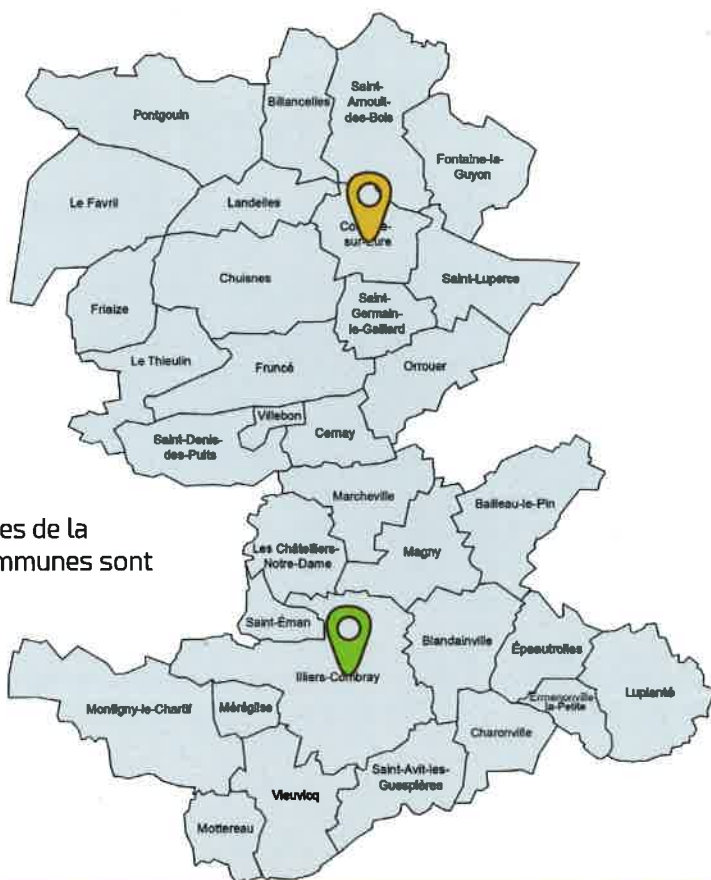 Saint-
Arnoult-
des-Bois
Billancelles
Pontgouin
Fontaine-la-
Guyon
Le Favril
Landelles
sur-Eure
Chuisnes
Saint-Luperce
Friaize
Saint-
Germain-
le-Gaillard
Le Thieulin
Fruncé
Orrouer
Villebon
Saint-Denis-
des-Puits
Cernay
Marcheville
Bailleau-le-Pin
es de la
mmunes sont
Les Châtelliers-
Notre-Dame
Magny
Saint-Éman
Blandainville
Épeautrolles
Illiers-Combray
Ermenonville-
la-Petite
Luplanté
Montigny-le-Chartif
Méréglise
Charonville
Saint-Avit-les-
Guespières
Vieuvicq
Mottereau